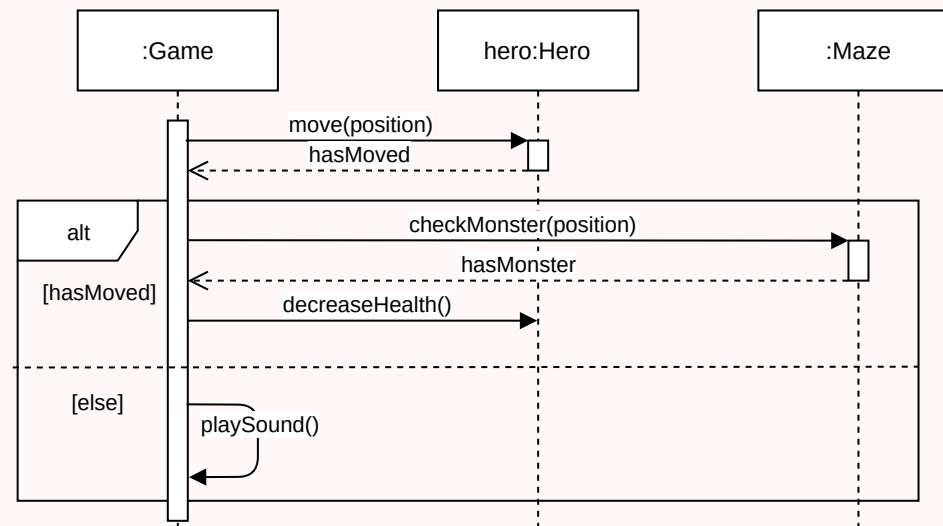 :Game
hero:Hero
:Maze
move(position)
hasMoved
alt
checkMonster(position)
hasMonster
[hasMoved]
decreaseHealth()
[else]
playSound()